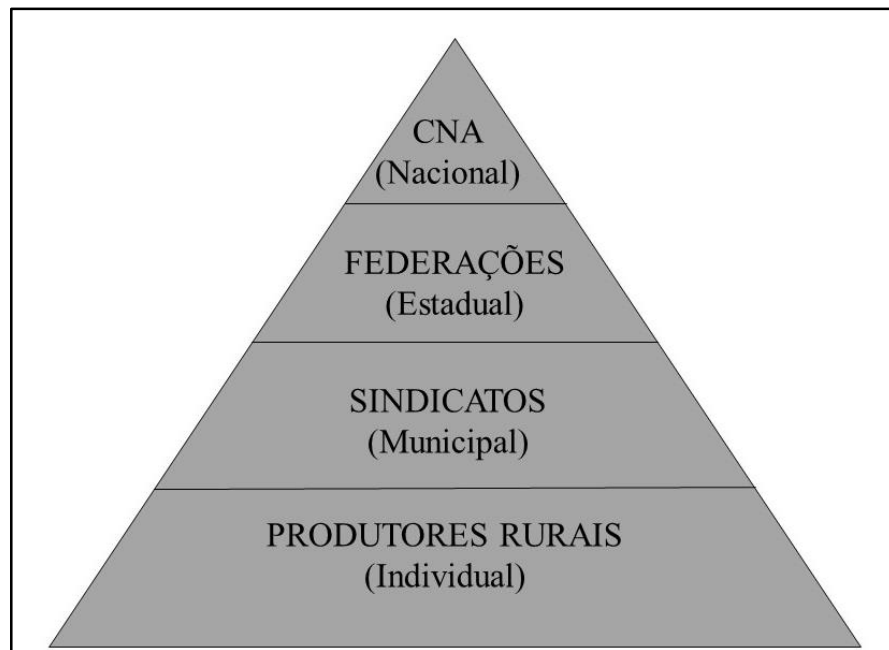 CNA
(Nacional)
FEDERAÇÕES
(Estadual)
SINDICATOS
(Municipal)
PRODUTORES RURAIS
(Individual)